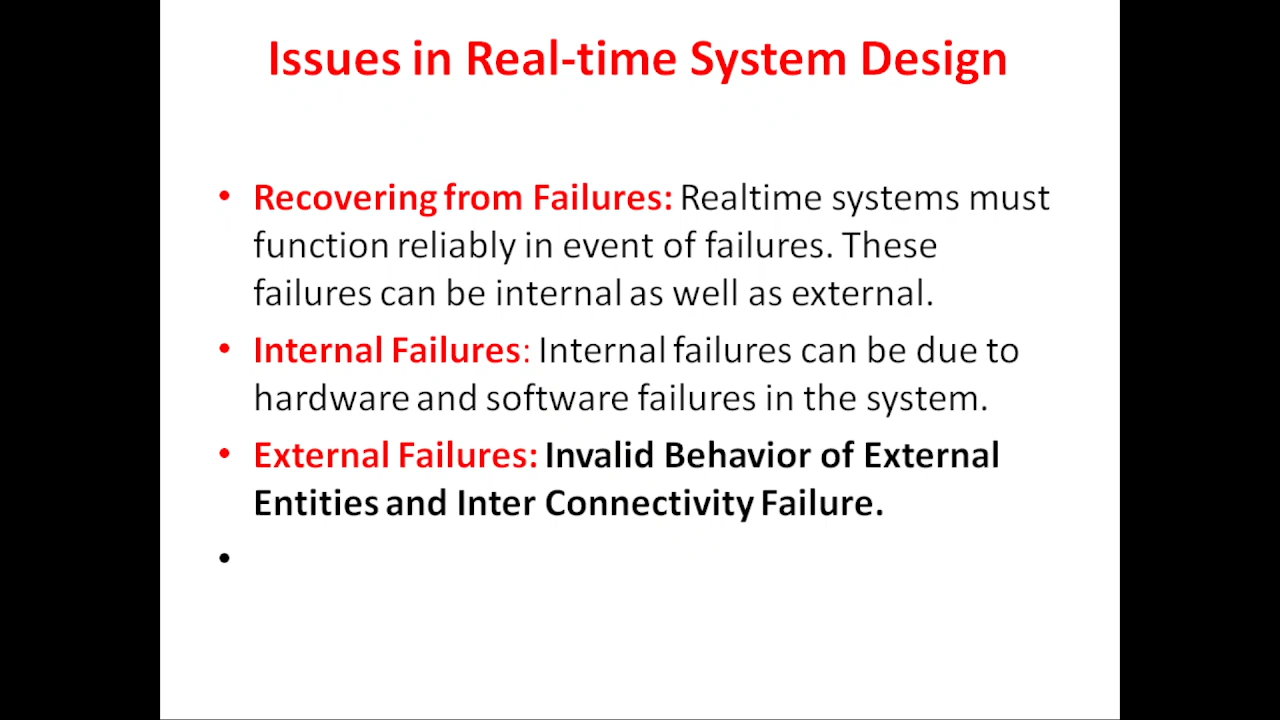 Issues in Real-time System Design
• Recovering from Failures: Realtime systems must
function reliably in event of failures. These
failures can be internal as well as external.
• Internal Failures: Internal failures can be due to
hardware and software failures in the system.
• External Failures: Invalid Behavior of External
Entities and Inter Connectivity Failure.
•